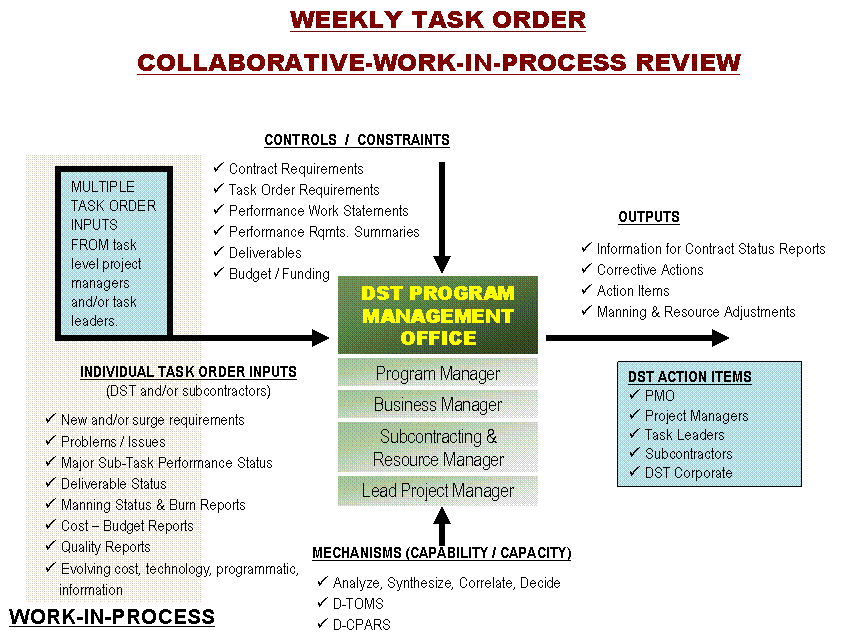 WEEKLY TASK ORDER
COLLABORATIVE-WORK-IN-PROCESS REVIEW
CONTROLS / CONSTRAINTS
✓ Contract Requirements
✓ Task Order Requirements
✓ Performance Work Statements
✓ Performance Rqmts. Summaries
✓ Deliverables
✓ Budget / Funding
MULTIPLE
TASK ORDER
INPUTS
FROM task
level project
managers
and/or task
leaders.
INDIVIDUAL TASK ORDER INPUTS
(DST and/or subcontractors)
✓ New and/or surge requirements
✓ Problems / Issues
✓ Major Sub-Task Performance Status
✓ Deliverable Status
✓ Manning Status & Burn Reports
✓ Cost – Budget Reports
✓ Quality Reports
✓ Evolving cost, technology, programmatic,
information
WORK-IN-PROCESS
DST PROGRAM
MANAGEMENT
OFFICE
Program Manager
Business Manager
Subcontracting &
Resource Manager
Lead Project Manager
MECHANISMS (CAPABILITY / CAPACITY)
✓ Analyze, Synthesize, Correlate, Decide
✓ D-TOMS
✓ D-CPARS
OUTPUTS
✓ Information for Contract Status Reports
✓ Corrective Actions
✓ Action Items
✓ Manning & Resource Adjustments
DST ACTION ITEMS
✓ PMO
✓ Project Managers
✓ Task Leaders
✓ Subcontractors
✓ DST Corporate